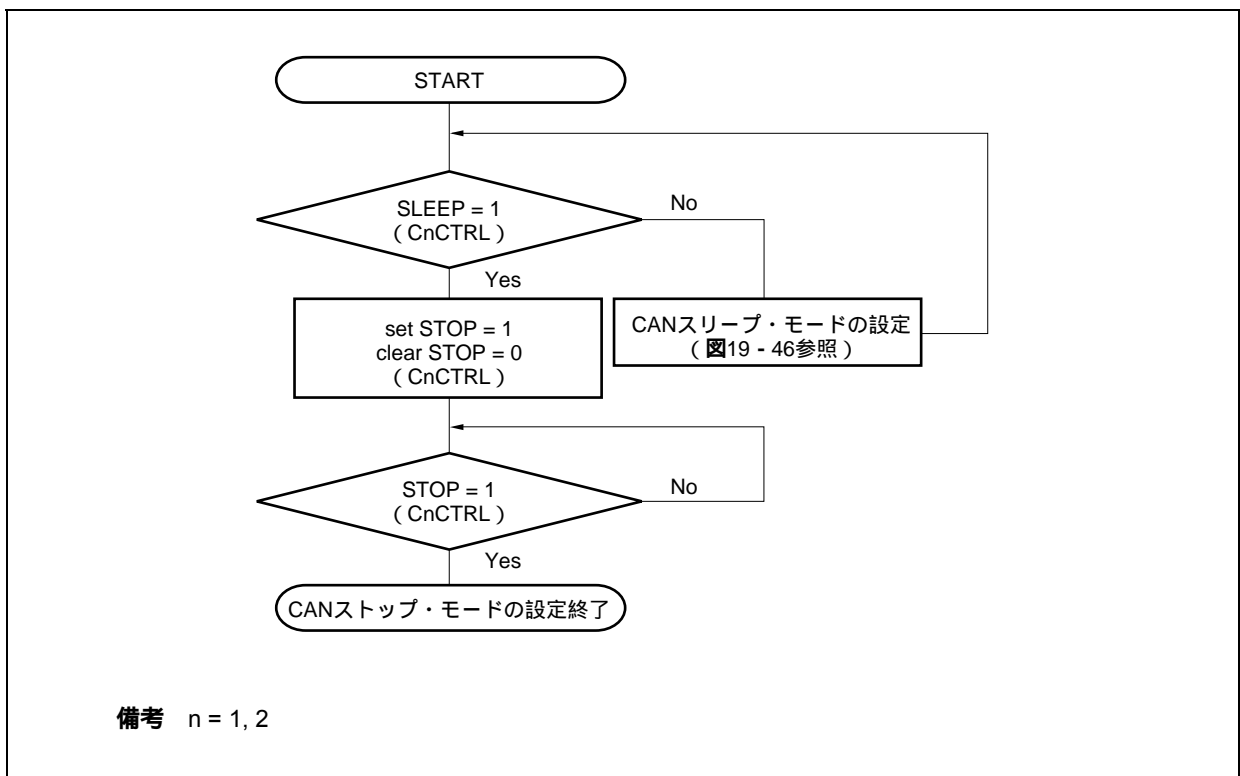 START
SLEEP = 1
( CnCTRL )
No
Yes
set STOP = 1
clear STOP = 0
( CnCTRL )
CANスリープ・モードの設定
( 図19 - 46参照 )
STOP = 1
( CnCTRL )
No
Yes
CANストップ・モードの設定終了
備考 n = 1, 2